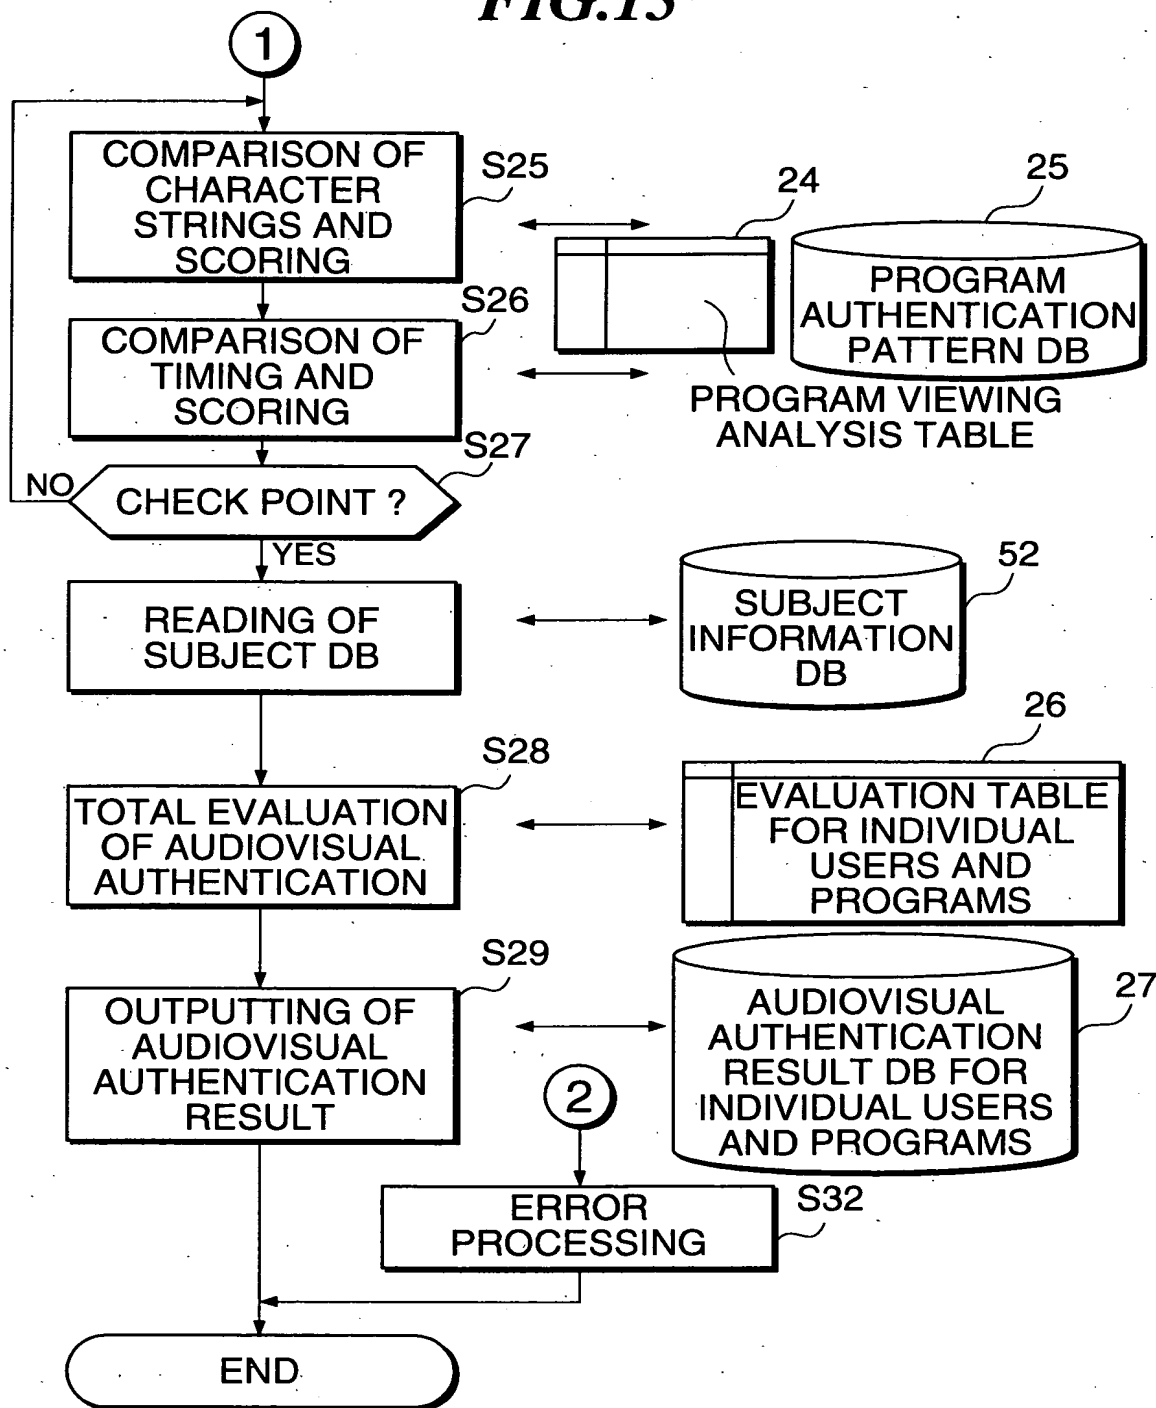 FIG.13
1
COMPARISON OF
CHARACTER
STRINGS AND
SCORING
S25
24
25
PROGRAM
AUTHENTICATION
PATTERN DB
S26
COMPARISON OF
TIMING AND
SCORING
PROGRAM VIEWING
ANALYSIS TABLE
S27
NO
CHECK POINT ?
YES
READING OF
SUBJECT DB
52
SUBJECT
INFORMATION
DB
S28
TOTAL EVALUATION
OF AUDIOVISUAL
AUTHENTICATION
26
EVALUATION TABLE
FOR INDIVIDUAL
USERS AND
PROGRAMS
S29
OUTPUTTING OF
AUDIOVISUAL
AUTHENTICATION
RESULT
27
AUDIOVISUAL
AUTHENTICATION
RESULT DB FOR
INDIVIDUAL USERS
AND PROGRAMS
2
ERROR
PROCESSING
S32
END